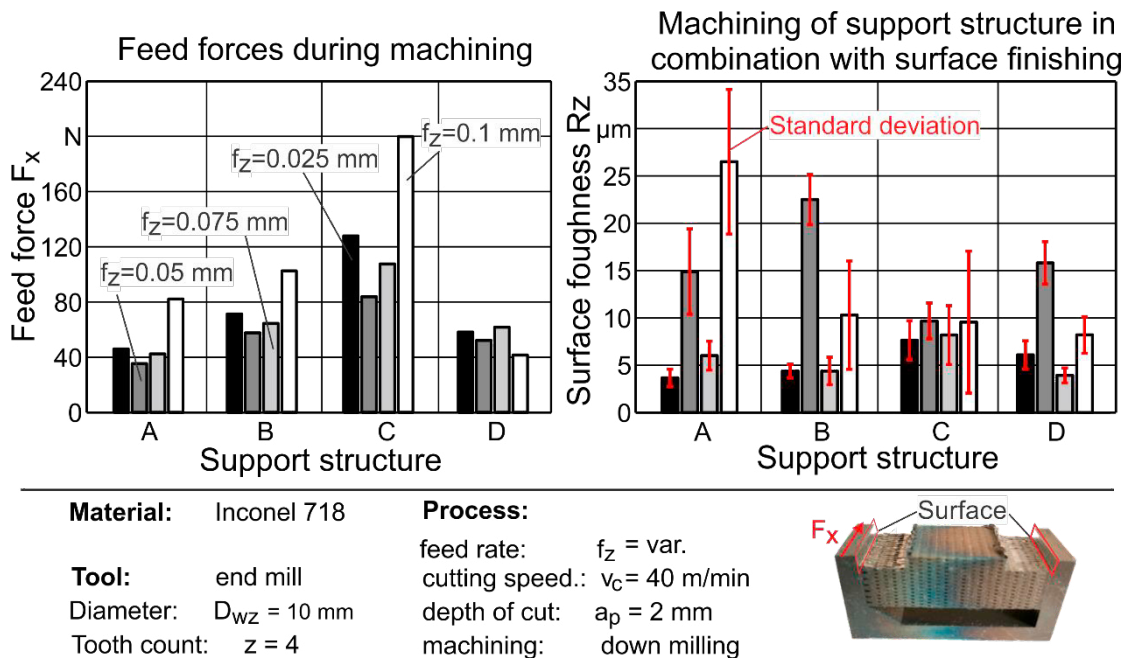 Feed forces during machining
240
N
160
120
80
40
0
Feed force Fx
fz=0.025 mm
fz=0.1 mm
fz=0.075 mm
fz=0.05 mm
A B C D
Support structure
Machining of support structure in
combination with surface finishing
35
µm
25
20
15
10
5
0
Surface foughness Rz
Standard deviation
A B C D
Support structure
Material: Inconel 718
Tool: end mill
Diameter: DWZ = 10 mm
Tooth count: z = 4
Process:
feed rate: fz = var.
cutting speed.: vc = 40 m/min
depth of cut: ap = 2 mm
machining: down milling
Surface
Fx